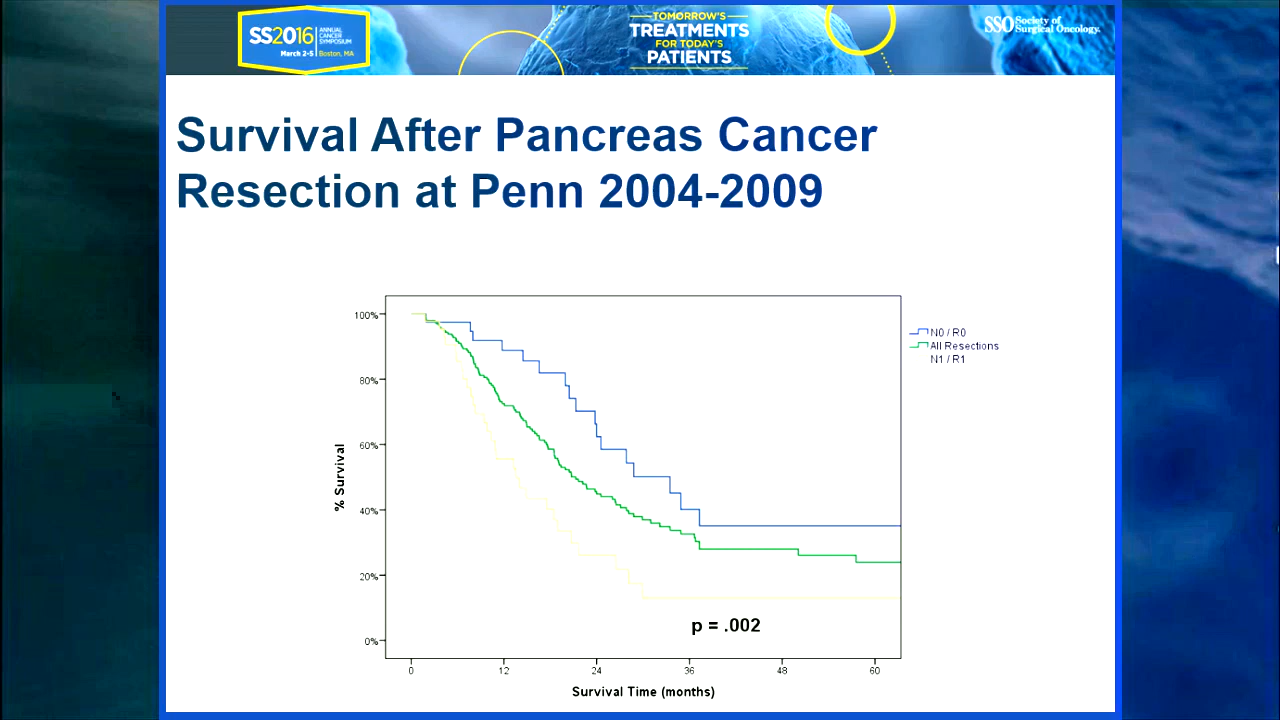 SS2016
ANNUAL
CANCER
SYMPOSIUM
March 2-5 | Boston, MA
TOMORROW'S
TREATMENTS
FOR TODAY'S
PATIENTS
SSO Society of
Surgical Oncology.
Survival After Pancreas Cancer
Resection at Penn 2004-2009
% Survival
100%
80%
60%
40%
20%
0%
N0 / R0
All Resections
N1 / R1
p = .002
0 12 24 36 48 60
Survival Time (months)